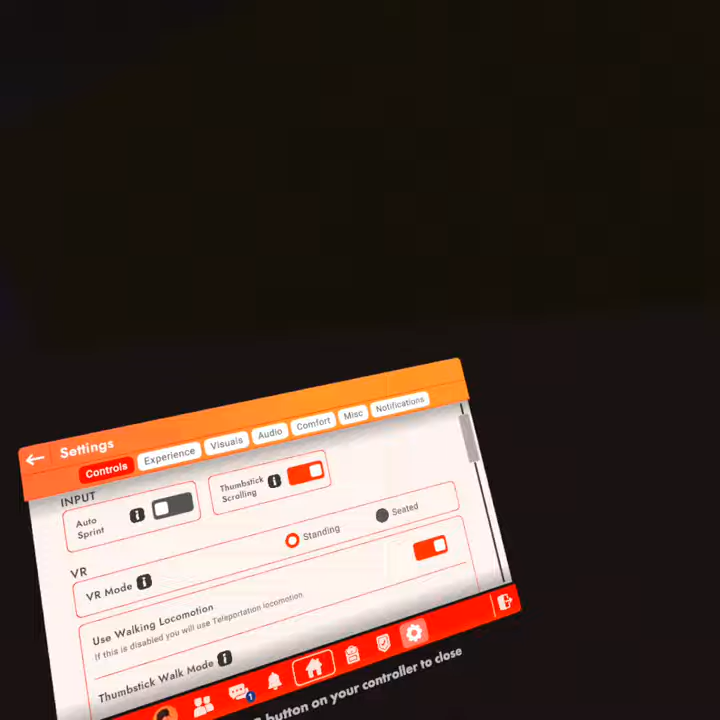 Settings
Controls Experience Visuals Audio Comfort Misc Notifications
INPUT
Auto Sprint
Thumbstick Scrolling
VR
VR Mode
Standing
Seated
Use Walking Locomotion
If this is disabled you will use Teleportation locomotion.
Thumbstick Walk Mode
1
button on your controller to close